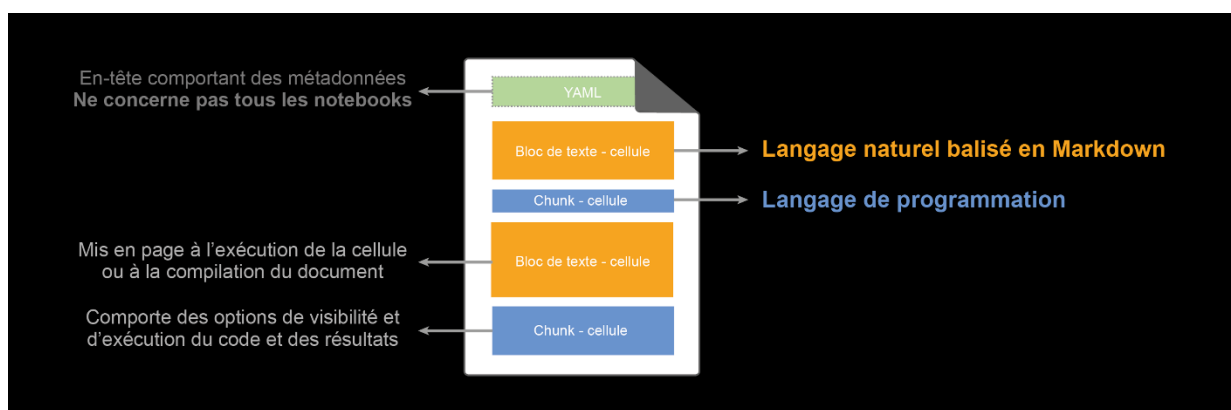 En-tête comportant des métadonnées
Ne concerne pas tous les notebooks
YAML
Bloc de texte - cellule
Langage naturel balisé en Markdown
Chunk - cellule
Langage de programmation
Mis en page à l'exécution de la cellule
ou à la compilation du document
Bloc de texte - cellule
Comporte des options de visibilité et
d'exécution du code et des résultats
Chunk - cellule